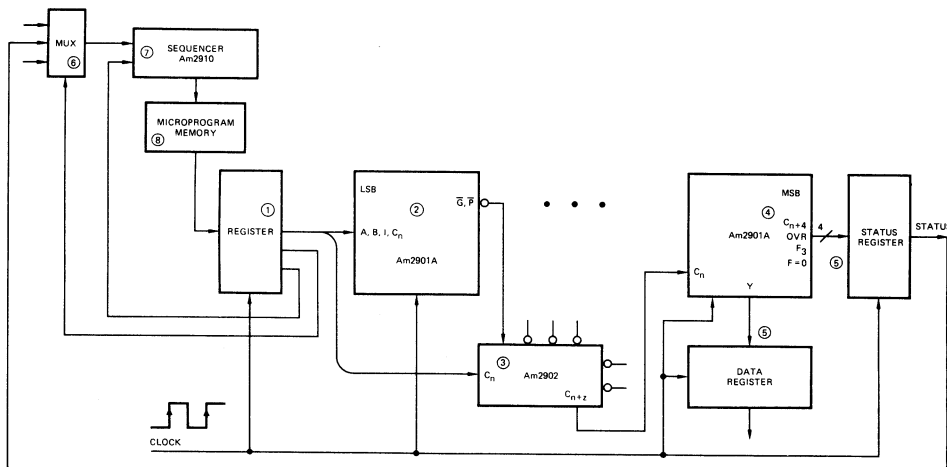 MUX
⑥
⑦
SEQUENCER
Am2910
MICROPROGRAM
MEMORY
⑧
①
REGISTER
LSB
②
A, B, I, Cn
Am2901A
G̅, P̅
• • •
MSB
④
Am2901A
Cn+4
OVR
F3
F = 0
4
Cn
Y
⑤
STATUS
REGISTER
STATUS
③
Am2902
Cn
Cn+z
⑤
DATA
REGISTER
CLOCK